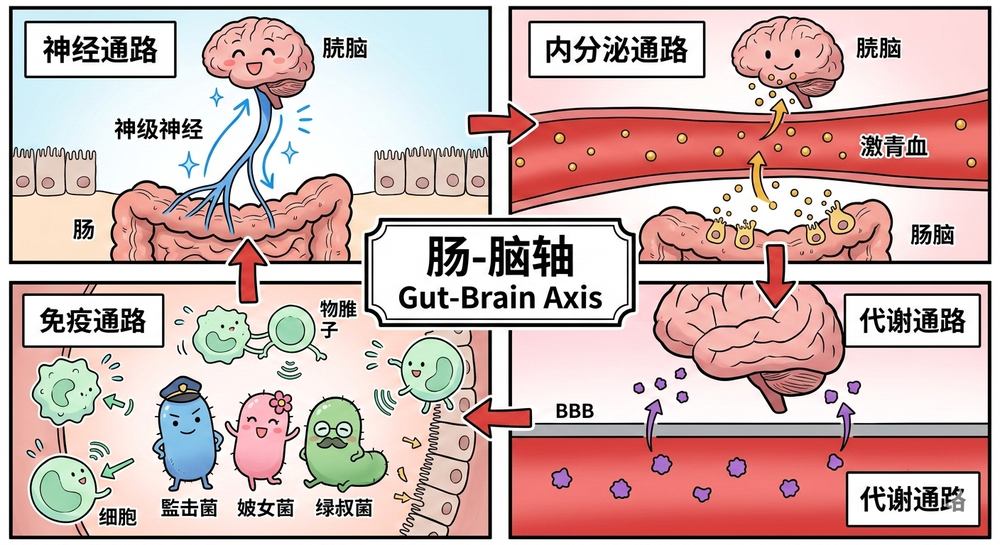 神经通路
胱脑
神级神经
肠
内分泌通路
胱脑
激青血
肠脑
肠-脑轴
Gut-Brain Axis
免疫通路
物脽
子
细胞
監击菌
妭女菌
绿叔菌
代谢通路
BBB
代谢通路